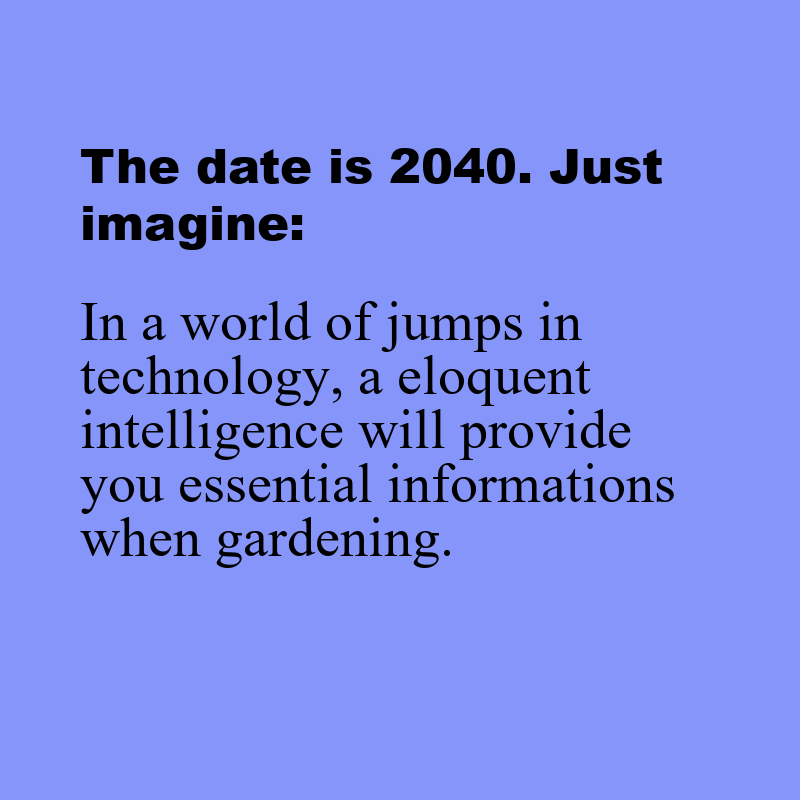 The date is 2040. Just
imagine:
In a world of jumps in
technology, a eloquent
intelligence will provide
you essential informations
when gardening.